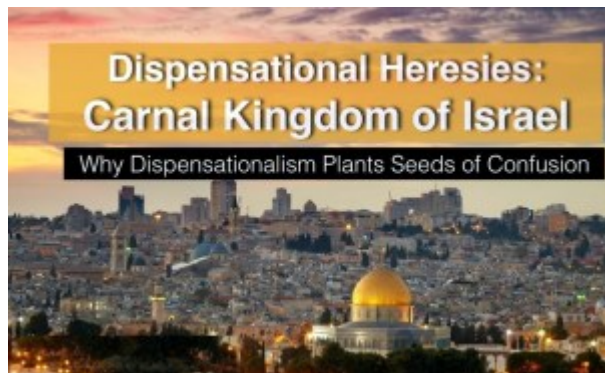 Dispensational Heresies:
Carnal Kingdom of Israel
Why Dispensationalism Plants Seeds of Confusion